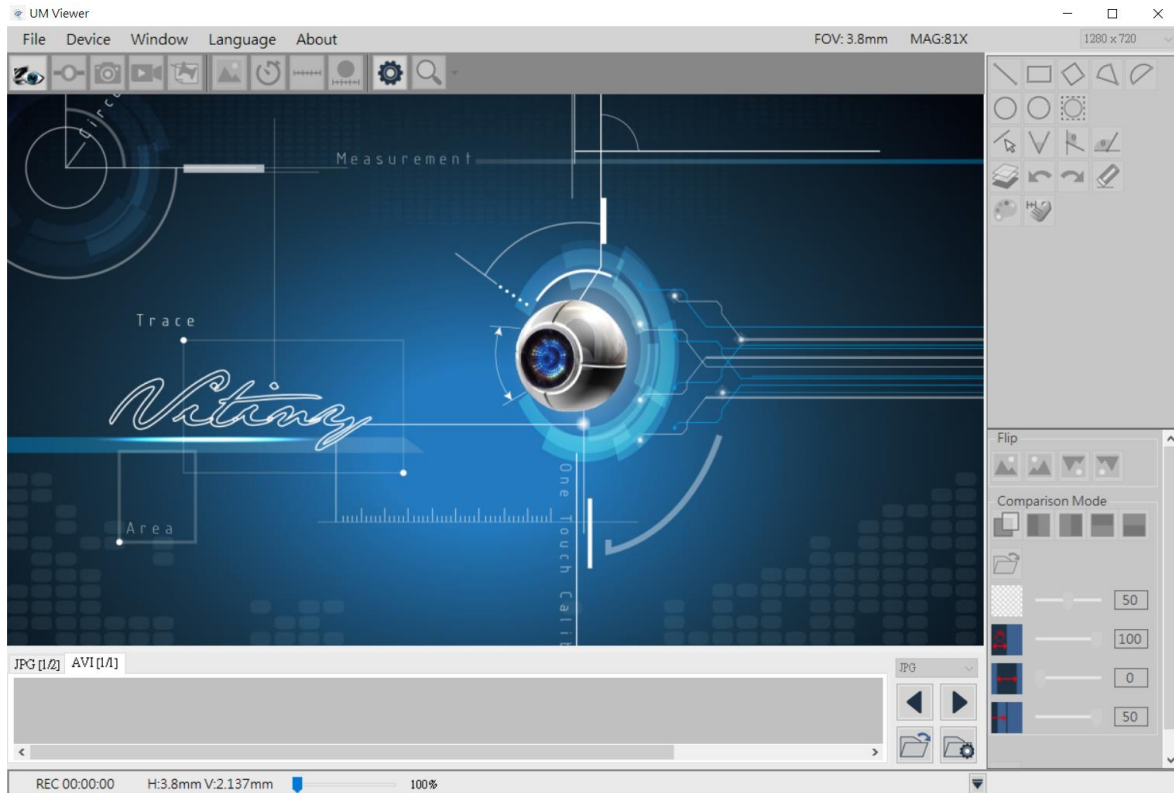 UM Viewer
File Device Window Language About FOV: 3.8mm MAG:81X 1280 x 720
Measurement
Trace
Vitiny
Area
One Touch Calib
Flip
Comparison Mode
50
100
0
50
JPG [1/2] AVI [1/1]
JPG
REC 00:00:00 H:3.8mm V:2.137mm 100%